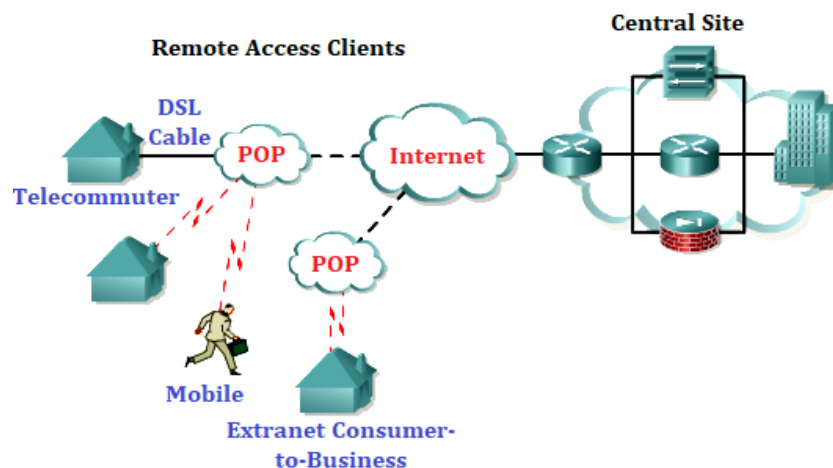 Central Site
Remote Access Clients
DSL
Cable
POP
Internet
Telecommuter
POP
Mobile
Extranet Consumer-
to-Business